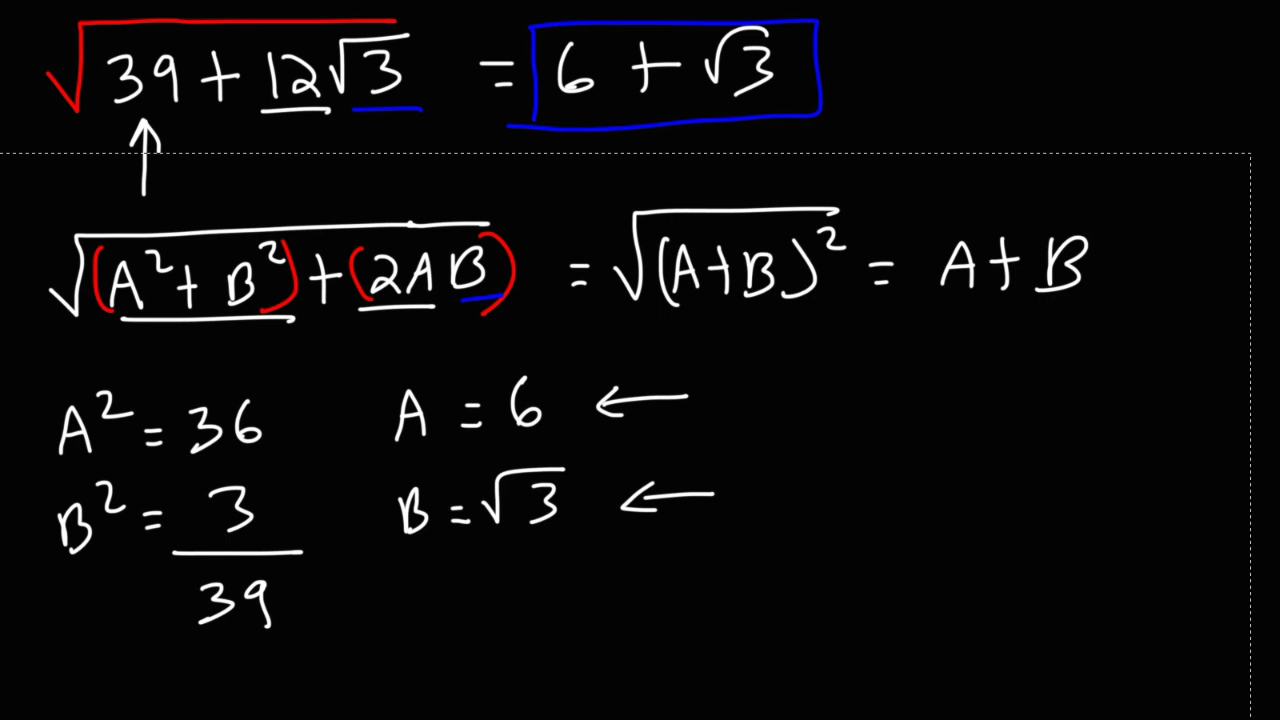 √(39 + 12√3) = 6 + √3
√((A² + B²) + (2AB)) = √((A+B)²) = A + B
A² = 36 A = 6 ←
B² = 3 B = √3 ←
39